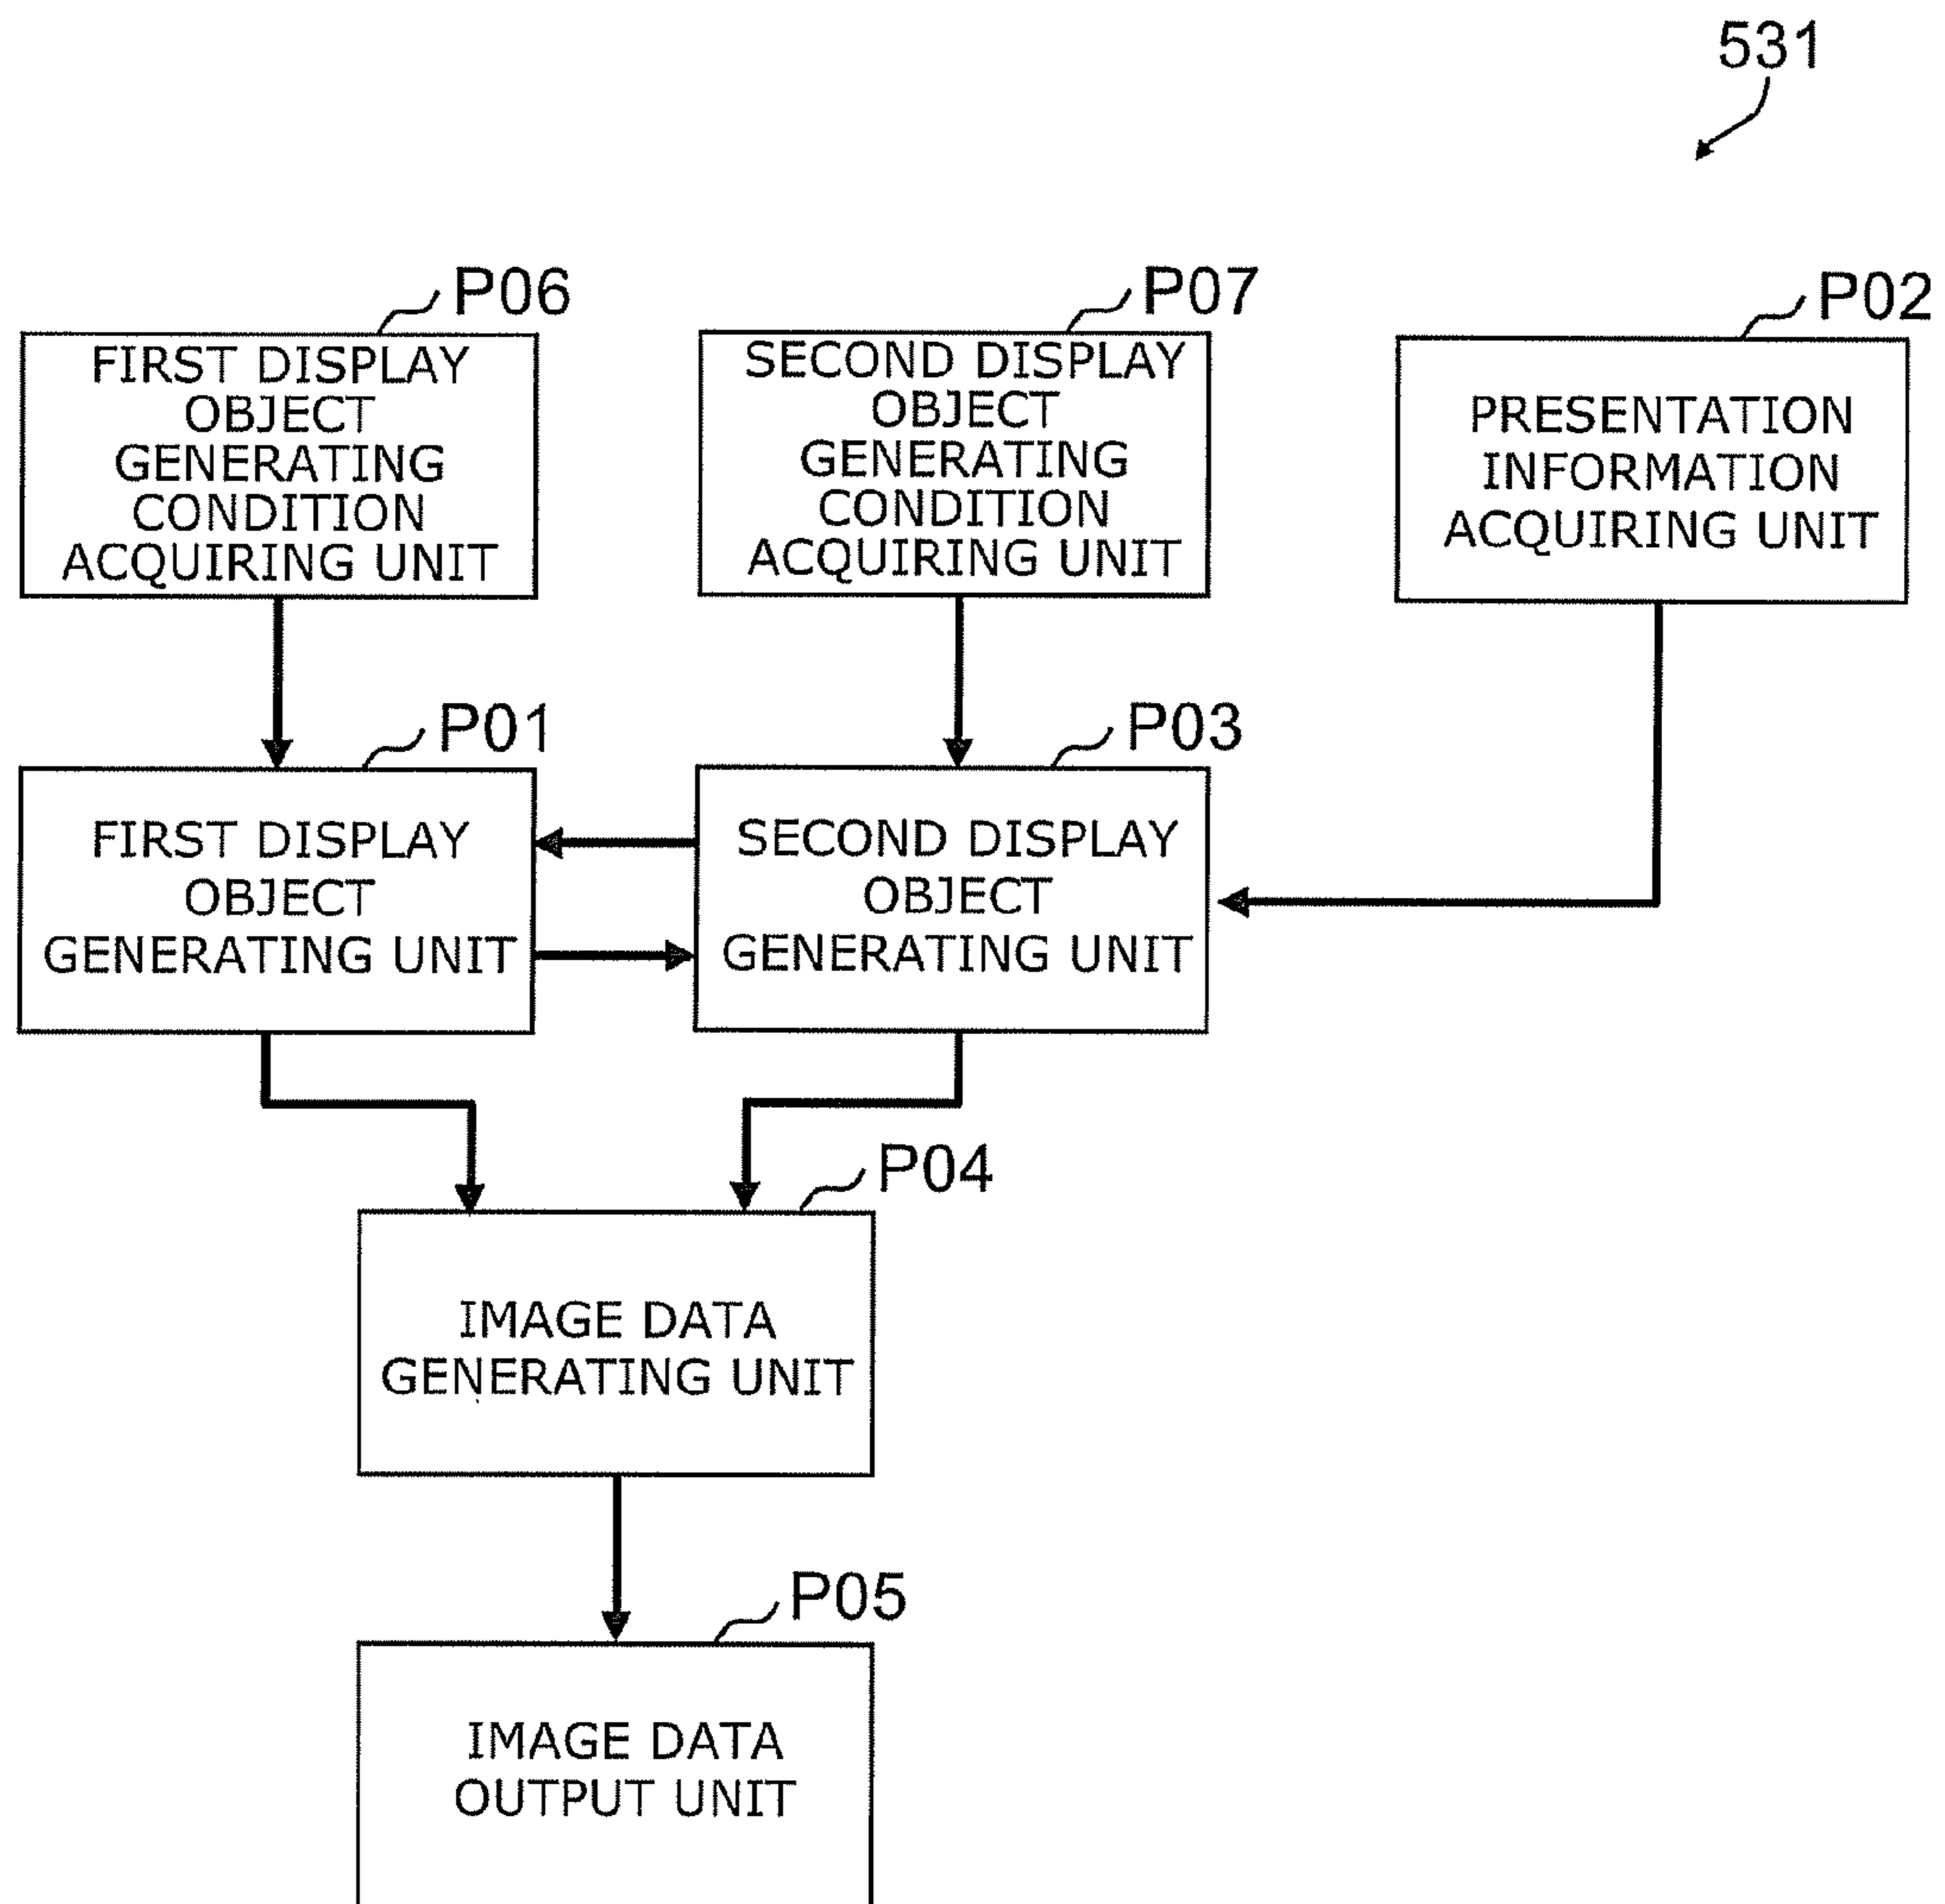 531
P06
FIRST DISPLAY
OBJECT
GENERATING
CONDITION
ACQUIRING UNIT
P07
SECOND DISPLAY
OBJECT
GENERATING
CONDITION
ACQUIRING UNIT
P02
PRESENTATION
INFORMATION
ACQUIRING UNIT
P01
FIRST DISPLAY
OBJECT
GENERATING UNIT
P03
SECOND DISPLAY
OBJECT
GENERATING UNIT
P04
IMAGE DATA
GENERATING UNIT
P05
IMAGE DATA
OUTPUT UNIT